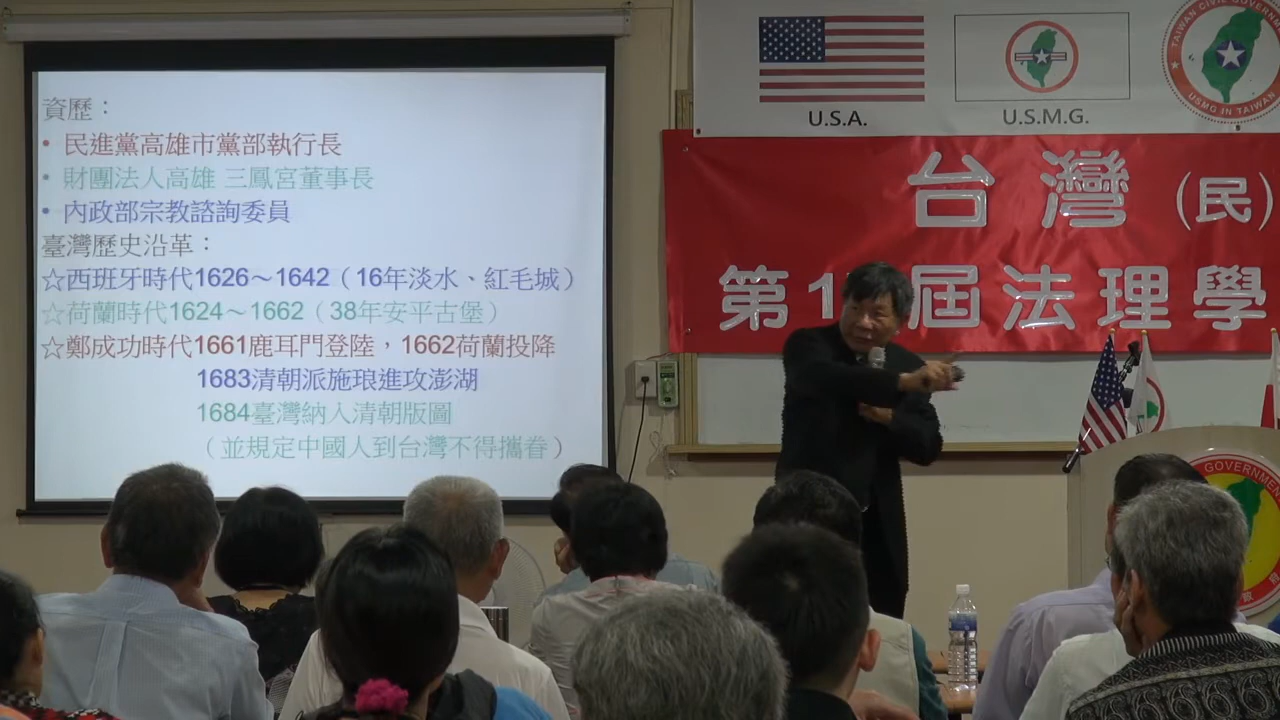 資歷：
• 民進黨高雄市黨部執行長
• 財團法人高雄 三鳳宮董事長
• 內政部宗教諮詢委員
臺灣歷史沿革：
☆西班牙時代1626～1642（16年淡水、紅毛城）
☆荷蘭時代1624～1662（38年安平古堡）
☆鄭成功時代1661鹿耳門登陸，1662荷蘭投降
1683清朝派施琅進攻澎湖
1684臺灣納入清朝版圖
（並規定中國人到台灣不得攜眷）
U.S.A.
U.S.M.G.
TAIWAN CIVIL GOVERNMENT
USMG IN TAIWAN
台灣(民)
第1 屆法理學
GOVERNMENT